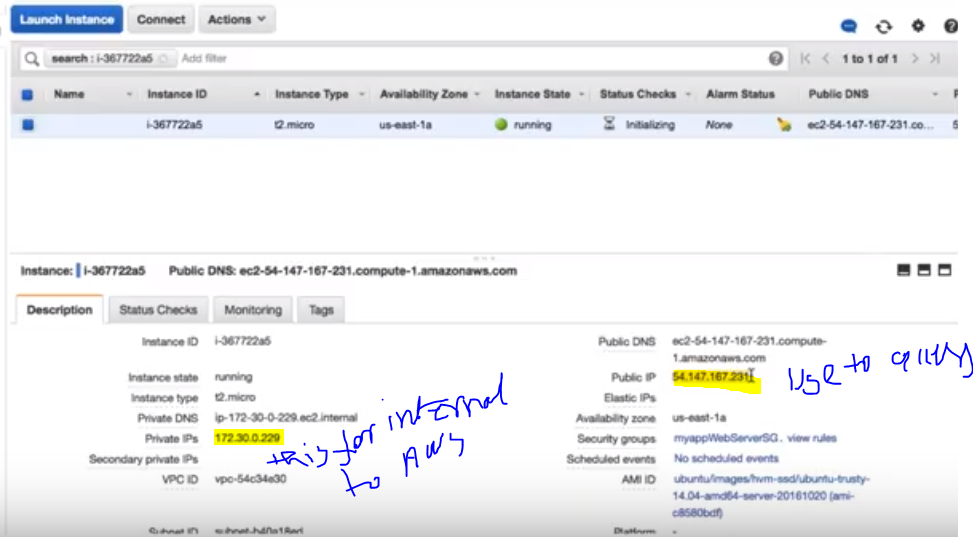 Launch Instance Connect Actions
search : i-367722a5 Add filter 1 to 1 of 1
Name Instance ID Instance Type Availability Zone Instance State Status Checks Alarm Status Public DNS
i-367722a5 t2.micro us-east-1a running Initializing None ec2-54-147-167-231.co... 5
Instance: i-367722a5 Public DNS: ec2-54-147-167-231.compute-1.amazonaws.com
Description Status Checks Monitoring Tags
Instance ID i-367722a5
Instance state running
Instance type t2.micro
Private DNS ip-172-30-0-229.ec2.internal
Private IPs 172.30.0.229
this for internal
to AWS
Secondary private IPs
VPC ID vpc-54c34e30
Subnet ID subnet-b40a18ed
Public DNS ec2-54-147-167-231.compute-
1.amazonaws.com
Public IP 54.147.167.231
use to
Elastic IPs
Availability zone us-east-1a
Security groups myappWebServerSG. view rules
Scheduled events No scheduled events
AMI ID ubuntu/images/hvm-ssd/ubuntu-trusty-
14.04-amd64-server-20161020 (ami-
c8580bdf)
Platform -